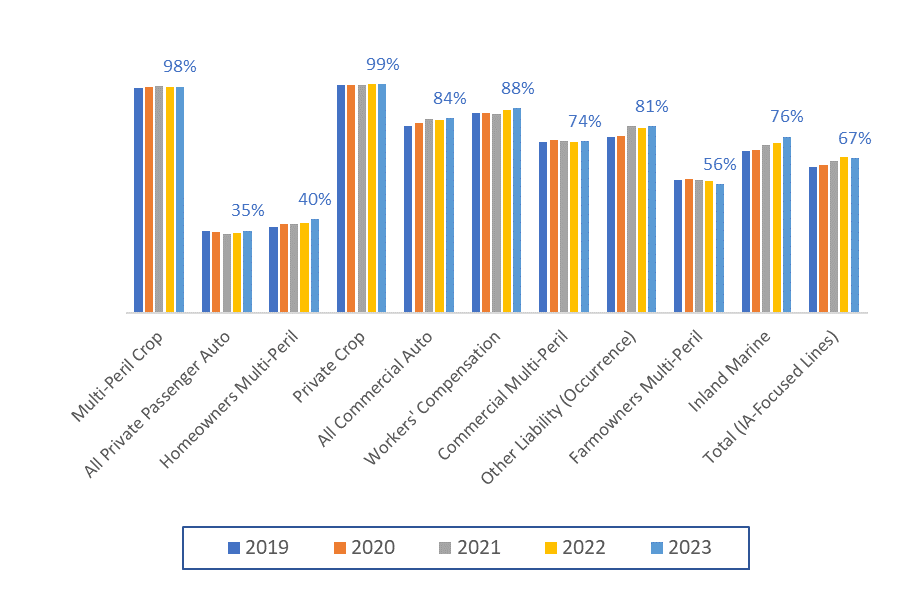 98%
35%
40%
99%
84%
88%
74%
81%
56%
76%
67%
Multi-Peril Crop
All Private Passenger Auto
Homeowners Multi-Peril
Private Crop
All Commercial Auto
Workers' Compensation
Commercial Multi-Peril
Other Liability (Occurrence)
Farmowners Multi-Peril
Inland Marine
Total (IA-Focused Lines)
2019 2020 2021 2022 2023